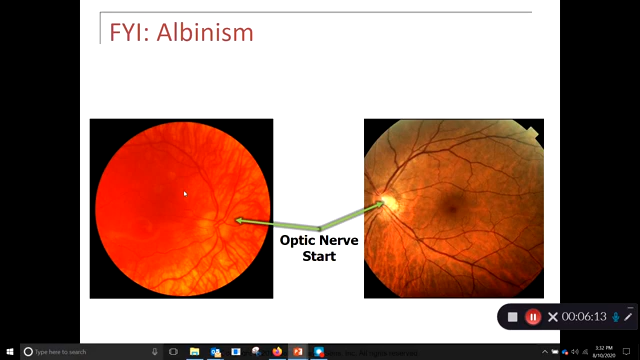 FYI: Albinism
Optic Nerve
Start
00:06:13
Type here to search
3:32 PM
8/10/2020